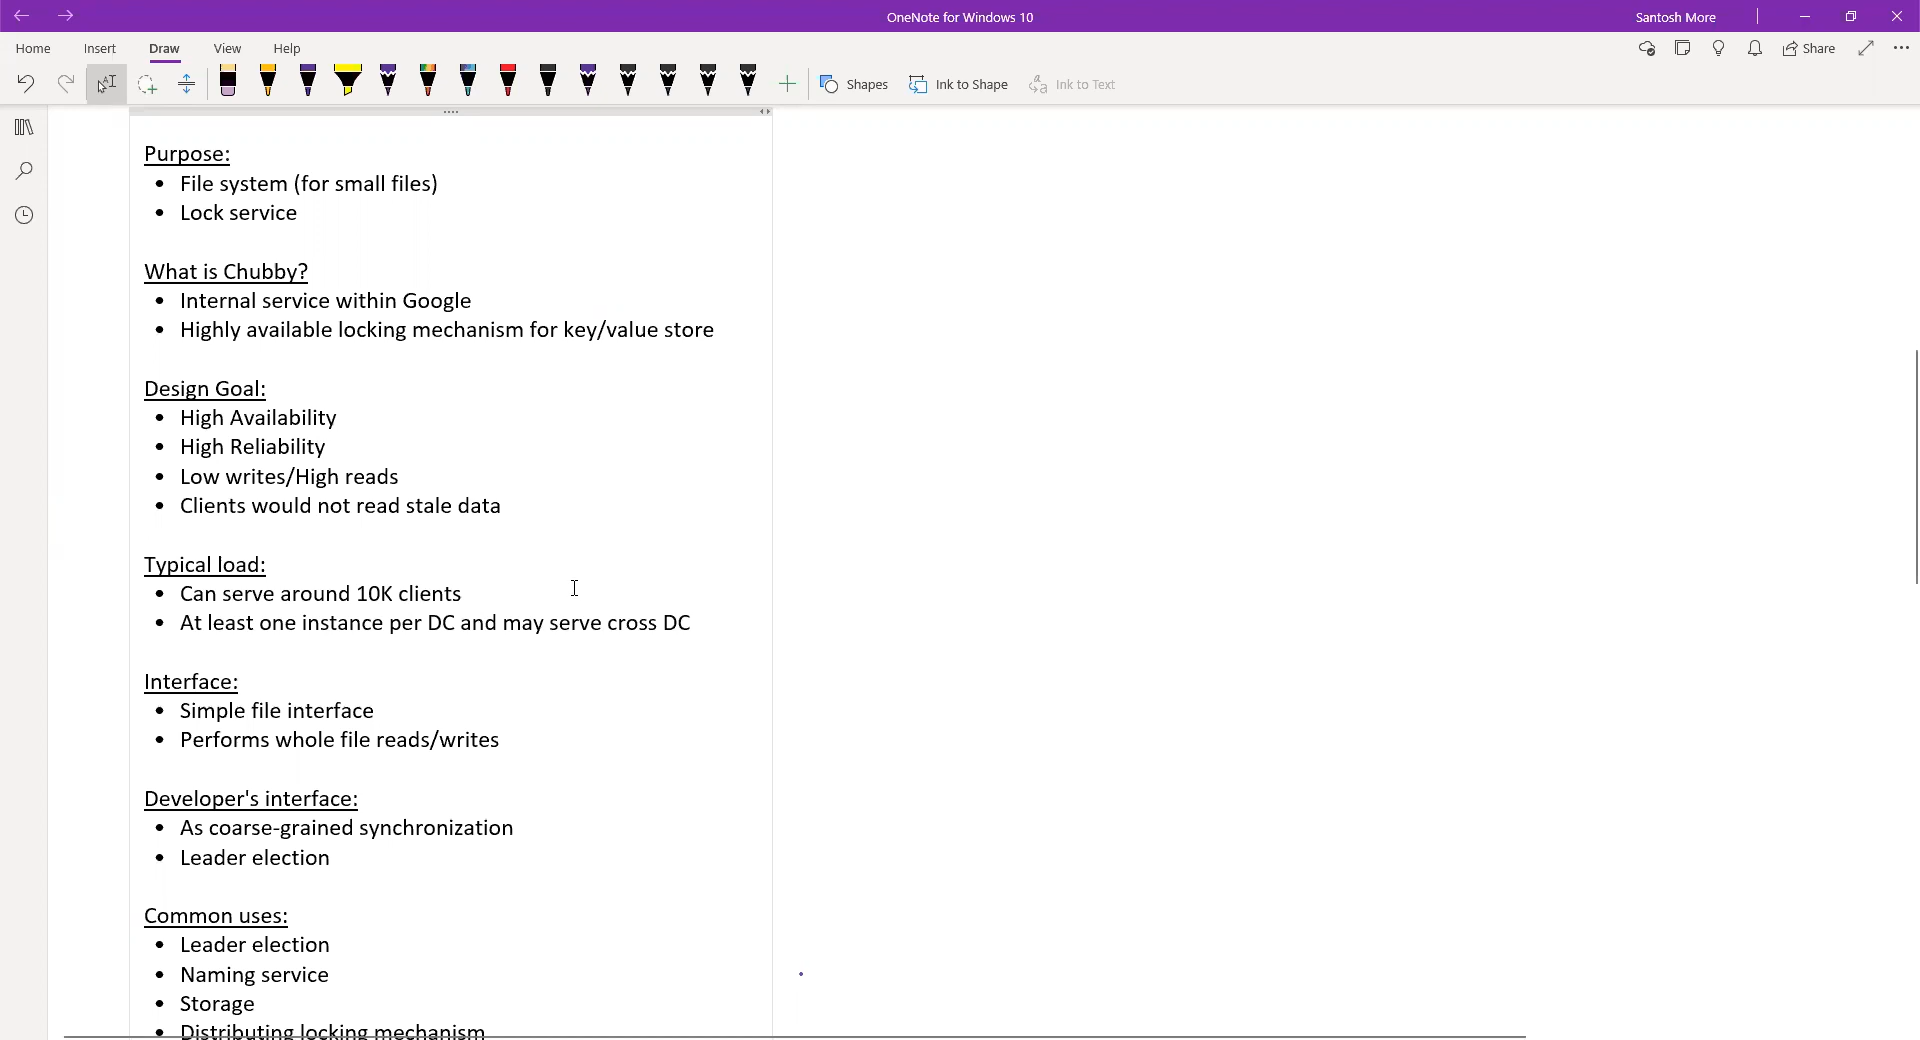 OneNote for Windows 10
Santosh More
Home Insert Draw View Help
Share
Shapes Ink to Shape Ink to Text
Purpose:
• File system (for small files)
• Lock service
What is Chubby?
• Internal service within Google
• Highly available locking mechanism for key/value store
Design Goal:
• High Availability
• High Reliability
• Low writes/High reads
• Clients would not read stale data
Typical load:
• Can serve around 10K clients
• At least one instance per DC and may serve cross DC
Interface:
• Simple file interface
• Performs whole file reads/writes
Developer's interface:
• As coarse-grained synchronization
• Leader election
Common uses:
• Leader election
• Naming service
• Storage
• Distributing locking mechanism